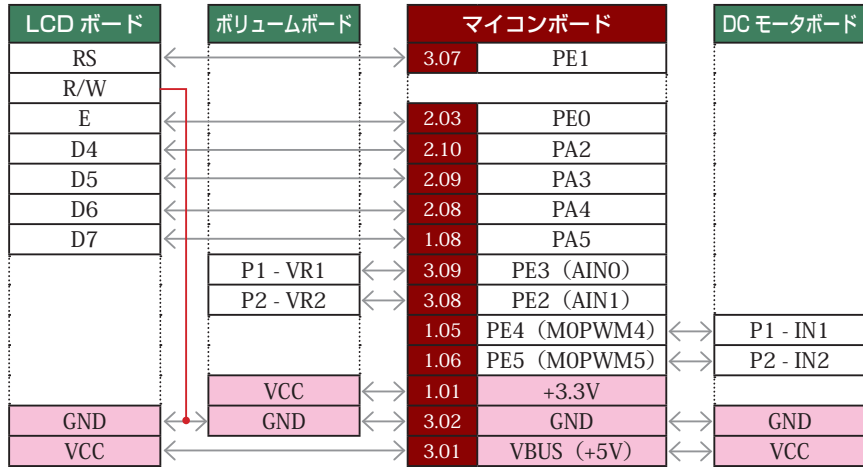 LCD ボード ボリュームボード マイコンボード DC モータボード
RS 3.07 PE1
R/W
E 2.03 PE0
D4 2.10 PA2
D5 2.09 PA3
D6 2.08 PA4
D7 1.08 PA5
P1 - VR1 3.09 PE3（AIN0）
P2 - VR2 3.08 PE2（AIN1）
1.05 PE4（M0PWM4） P1 - IN1
1.06 PE5（M0PWM5） P2 - IN2
VCC 1.01 +3.3V
GND GND 3.02 GND GND
VCC 3.01 VBUS（+5V） VCC